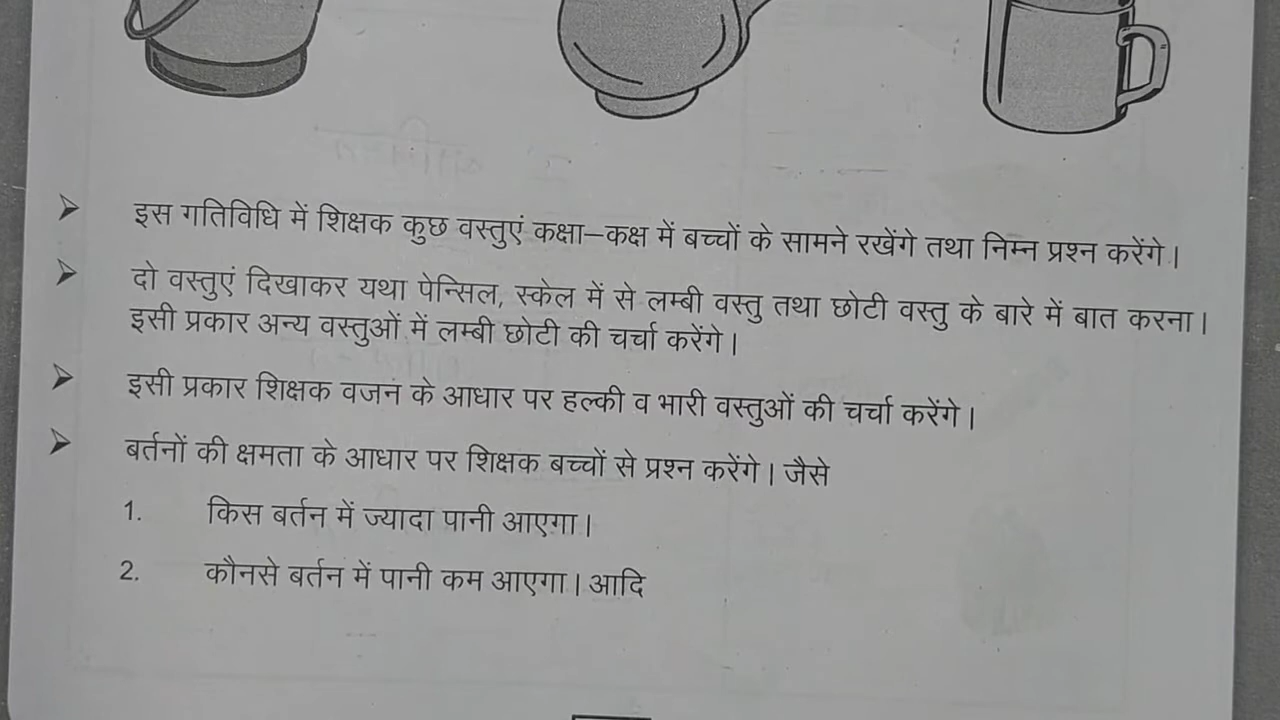 इस गतिविधि में शिक्षक कुछ वस्तुएं कक्षा–कक्ष में बच्चों के सामने रखेंगे तथा निम्न प्रश्न करेंगे।
दो वस्तुएं दिखाकर यथा पेन्सिल, स्केल में से लम्बी वस्तु तथा छोटी वस्तु के बारे में बात करना।
इसी प्रकार अन्य वस्तुओं में लम्बी छोटी की चर्चा करेंगे।
इसी प्रकार शिक्षक वजन के आधार पर हल्की व भारी वस्तुओं की चर्चा करेंगे।
बर्तनों की क्षमता के आधार पर शिक्षक बच्चों से प्रश्न करेंगे। जैसे
1. किस बर्तन में ज्यादा पानी आएगा।
2. कौनसे बर्तन में पानी कम आएगा। आदि